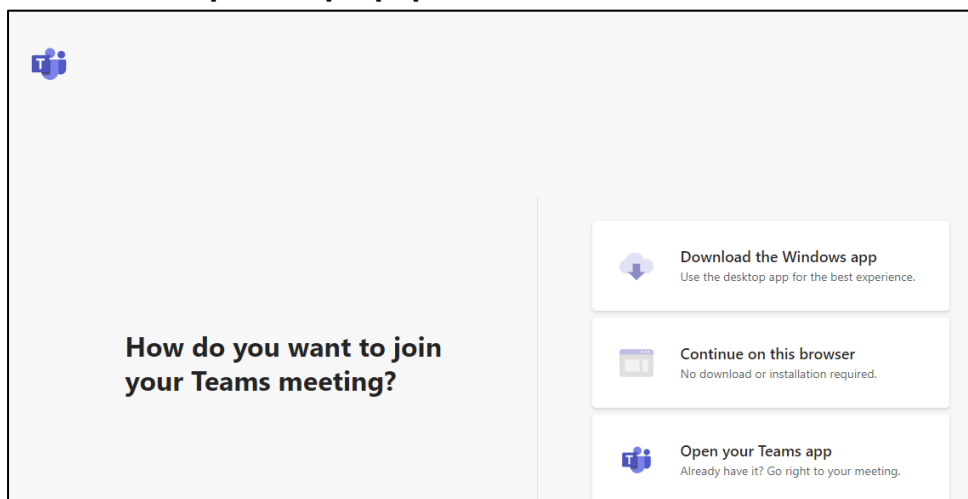 T
How do you want to join
your Teams meeting?
Download the Windows app
Use the desktop app for the best experience.
Continue on this browser
No download or installation required.
T
Open your Teams app
Already have it? Go right to your meeting.